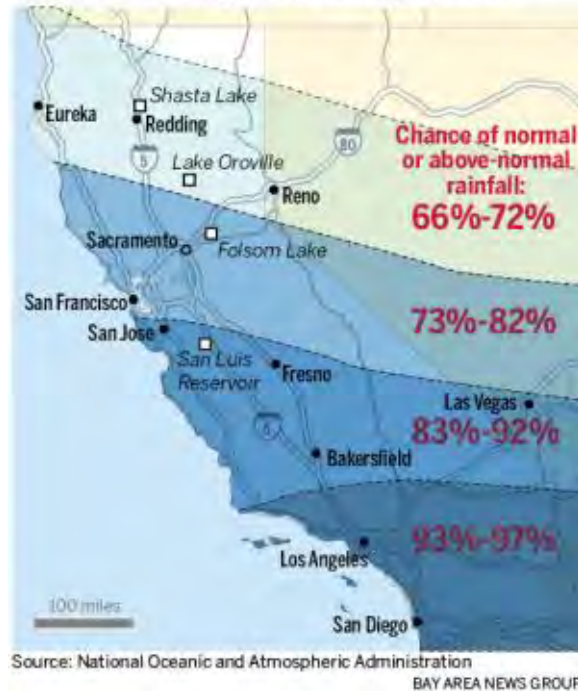 Shasta Lake
Eureka
Redding
5
Lake Oroville
80
Chance of normal
or above-normal
rainfall:
66%-72%
Reno
Sacramento
Folsom Lake
San Francisco
73%-82%
San Jose
San Luis
Reservoir
Fresno
Las Vegas
83%-92%
5
Bakersfield
93%-97%
Los Angeles
100 miles
San Diego
Source: National Oceanic and Atmospheric Administration
BAY AREA NEWS GROUP